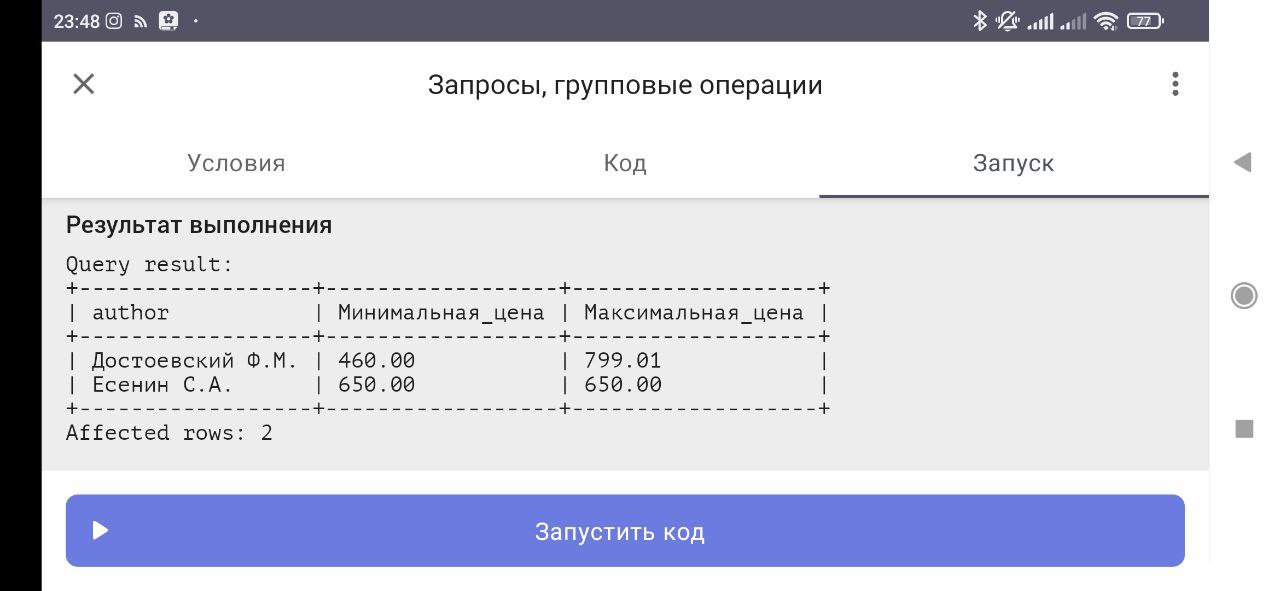 23:48
77
Запросы, групповые операции
Условия Код Запуск
Результат выполнения
Query result:
+------------------+------------------+-------------------+
| author           | Минимальная_цена | Максимальная_цена |
+------------------+------------------+-------------------+
| Достоевский Ф.М. | 460.00           | 799.01            |
| Есенин С.А.      | 650.00           | 650.00            |
+------------------+------------------+-------------------+
Affected rows: 2
Запустить код